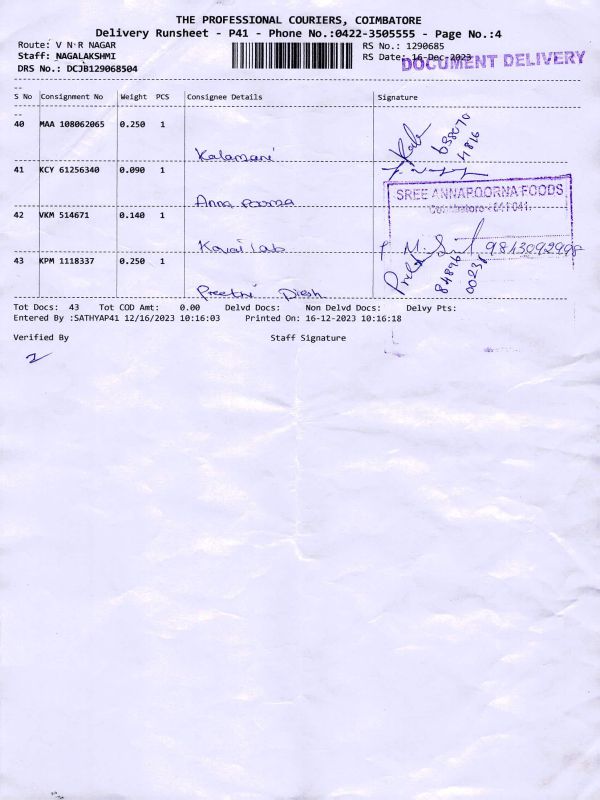 THE PROFESSIONAL COURIERS, COIMBATORE
Delivery Runsheet - P41 - Phone No.:0422-3505555 - Page No.:4
Route: V N R NAGAR RS No.: 1290685
Staff: NAGALAKSHMI RS Date: 16-Dec-2023
DOCUMENT DELIVERY
DRS No.: DCJB129068504
S No Consignment No Weight PCS Consignee Details Signature
40 MAA 108062065 0.250 1
Kalamani
41 KCY 61256340 0.090 1
SREE ANNAPOORNA FOODS
Coimbatore - 641 041.
42 VKM 514671 0.140 1
Kovai Lab 9843092998
43 KPM 1118337 0.250 1
Tot Docs: 43 Tot COD Amt: 0.00 Delvd Docs: Non Delvd Docs: Delvy Pts:
Entered By :SATHYAP41 12/16/2023 10:16:03 Printed On: 16-12-2023 10:16:18
Verified By Staff Signature